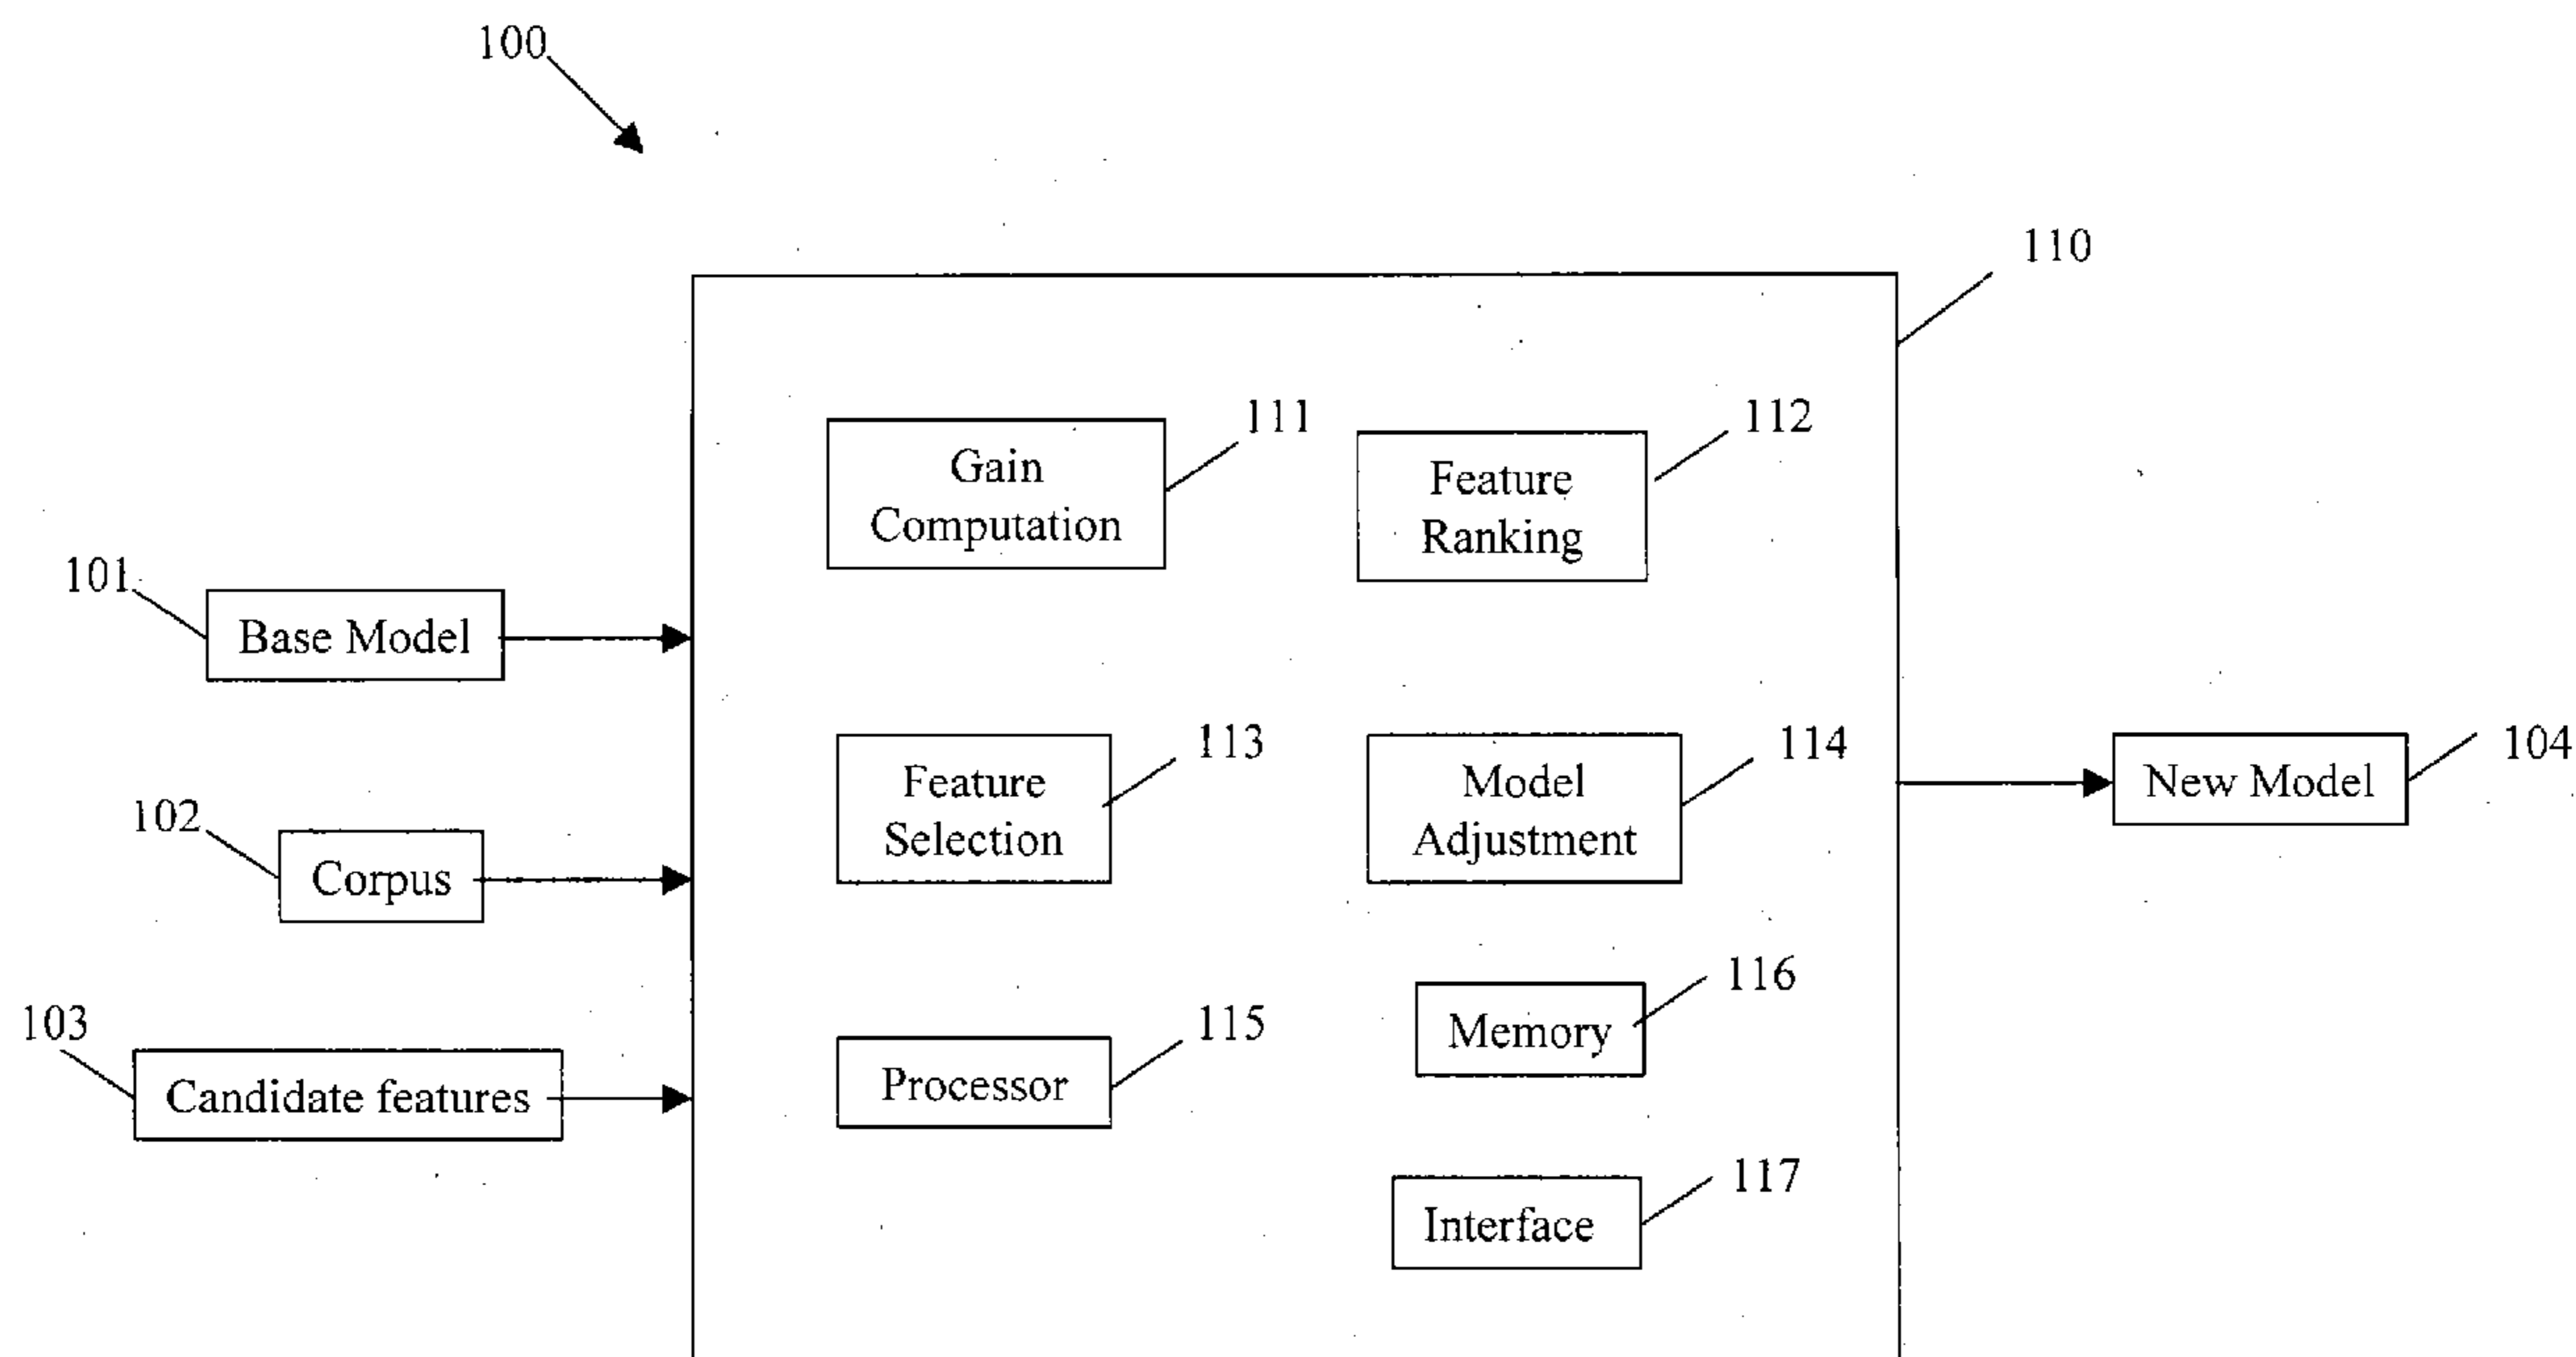 100
110
111
112
Gain
Computation
Feature
Ranking
101
Base Model
113
114
104
Feature
Selection
Model
Adjustment
New Model
102
Corpus
116
Memory
103
115
Candidate features
Processor
117
Interface